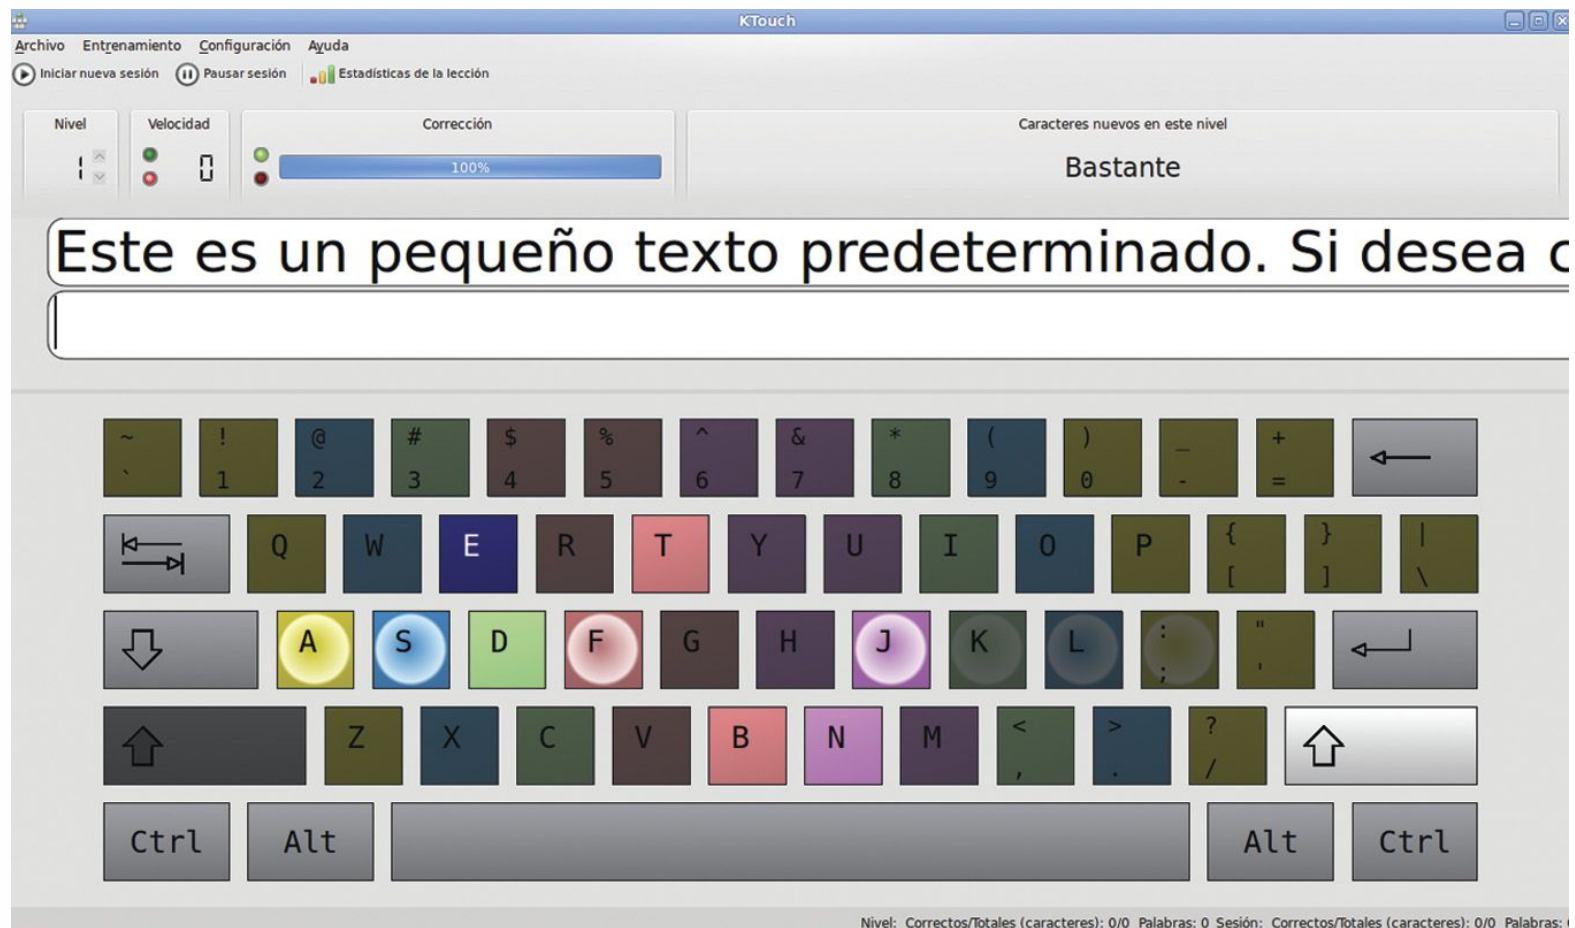 KTouch
Archivo Entrenamiento Configuración Ayuda
Iniciar nueva sesión Pausar sesión Estadísticas de la lección
Nivel Velocidad Corrección Caracteres nuevos en este nivel
1 0 100% Bastante
Este es un pequeño texto predeterminado. Si desea c
~ ! @ # $ % ^ & * ( ) _ +
` 1 2 3 4 5 6 7 8 9 0 - =
Q W E R T Y U I O P { } |
[ ] \
A S D F G H J K L : "
; '
Z X C V B N M < > ?
, . /
Ctrl Alt Alt Ctrl
Nivel: Correctos/Totales (caracteres): 0/0 Palabras: 0 Sesión: Correctos/Totales (caracteres): 0/0 Palabras: